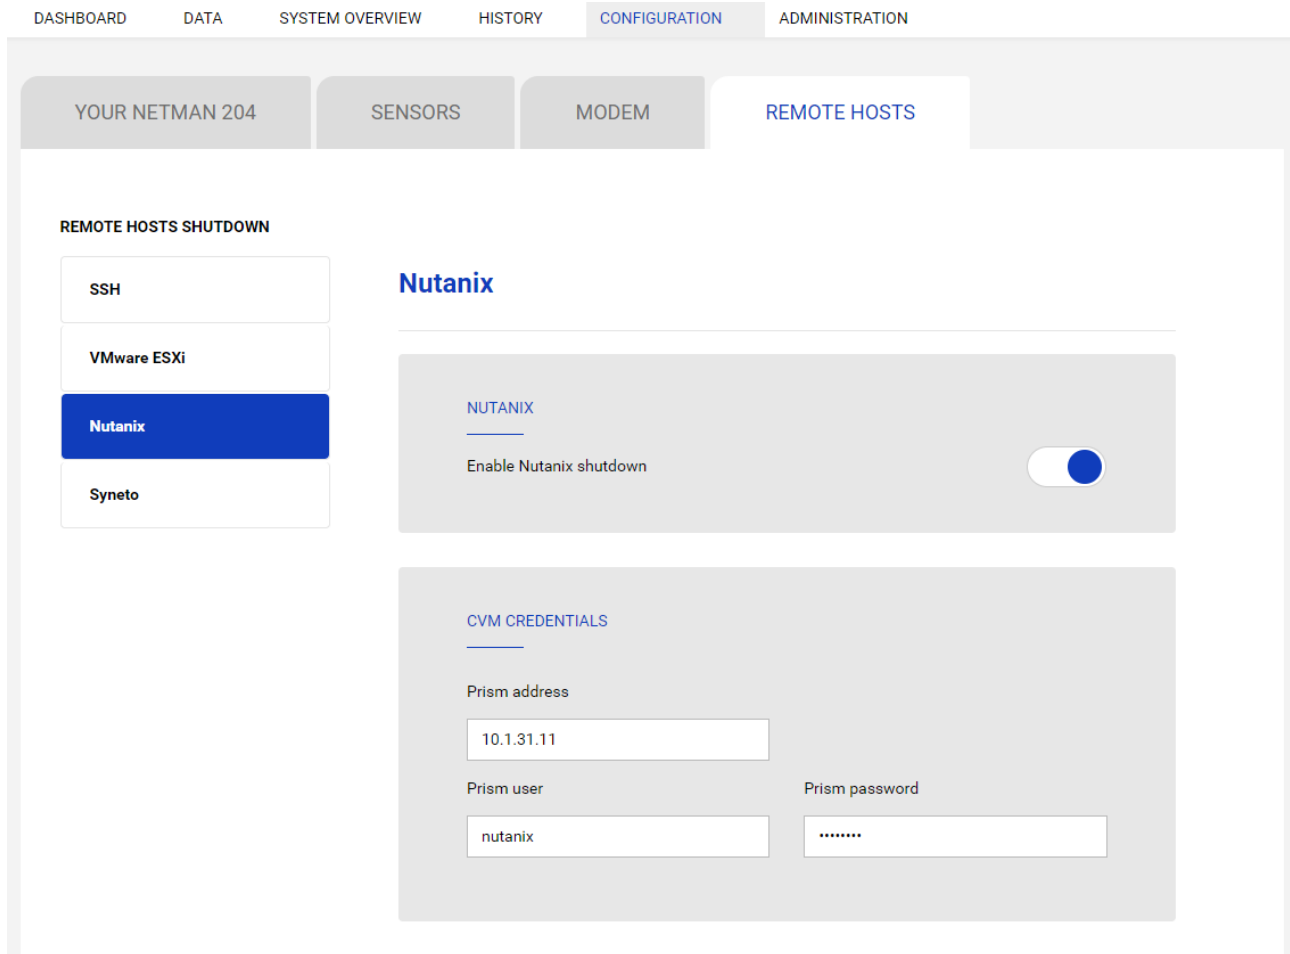 DASHBOARD DATA SYSTEM OVERVIEW HISTORY CONFIGURATION ADMINISTRATION
YOUR NETMAN 204 SENSORS MODEM REMOTE HOSTS
REMOTE HOSTS SHUTDOWN
SSH
VMware ESXi
Nutanix
Syneto
Nutanix
NUTANIX
Enable Nutanix shutdown
CVM CREDENTIALS
Prism address
10.1.31.11
Prism user Prism password
nutanix ••••••••